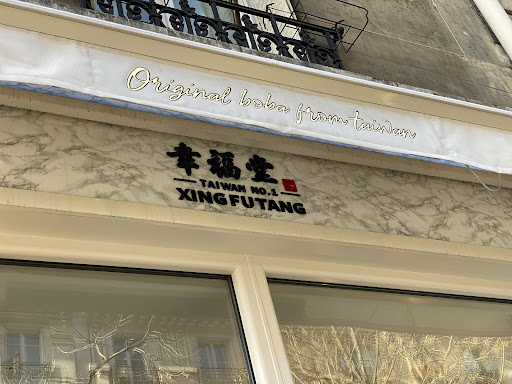 Original boba from taiwan
幸福堂
TAIWAN NO.1
XING FU TANG